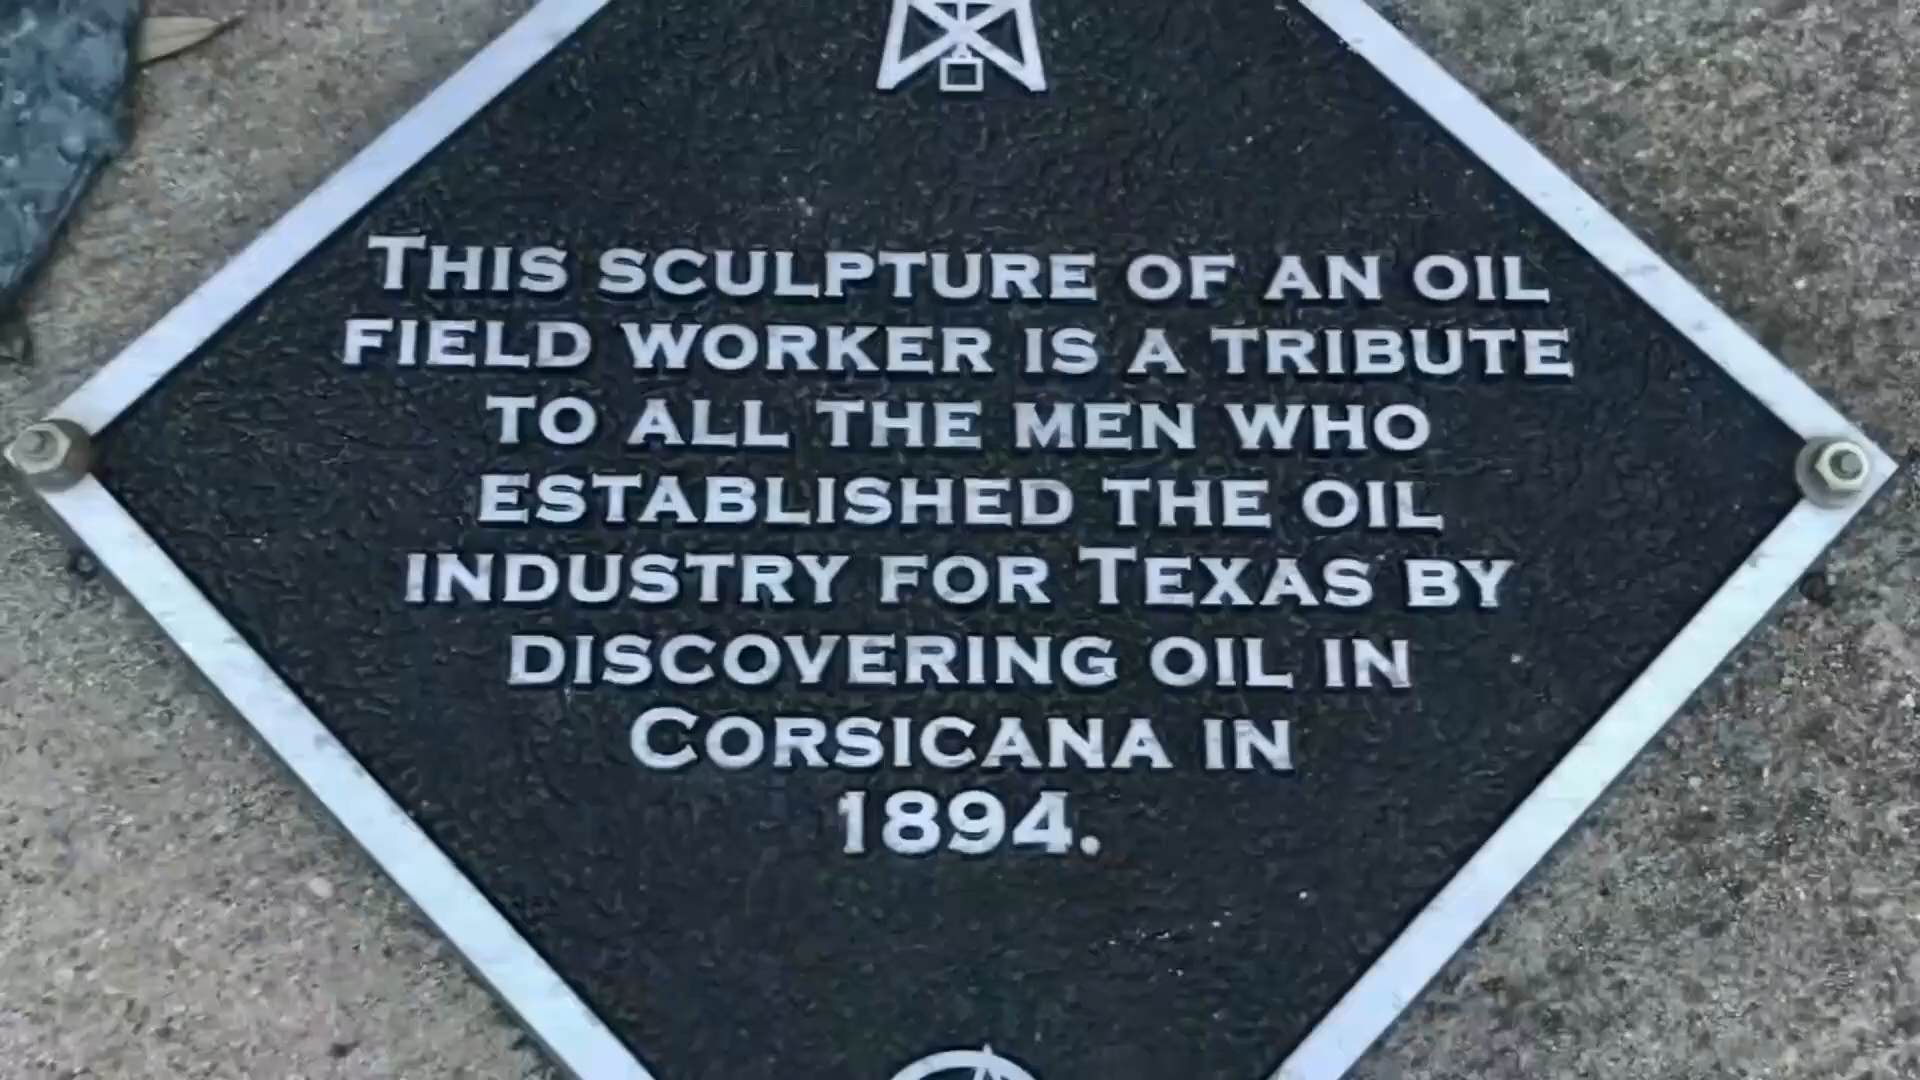 THIS SCULPTURE OF AN OIL
FIELD WORKER IS A TRIBUTE
TO ALL THE MEN WHO
ESTABLISHED THE OIL
INDUSTRY FOR TEXAS BY
DISCOVERING OIL IN
CORSICANA IN
1894.